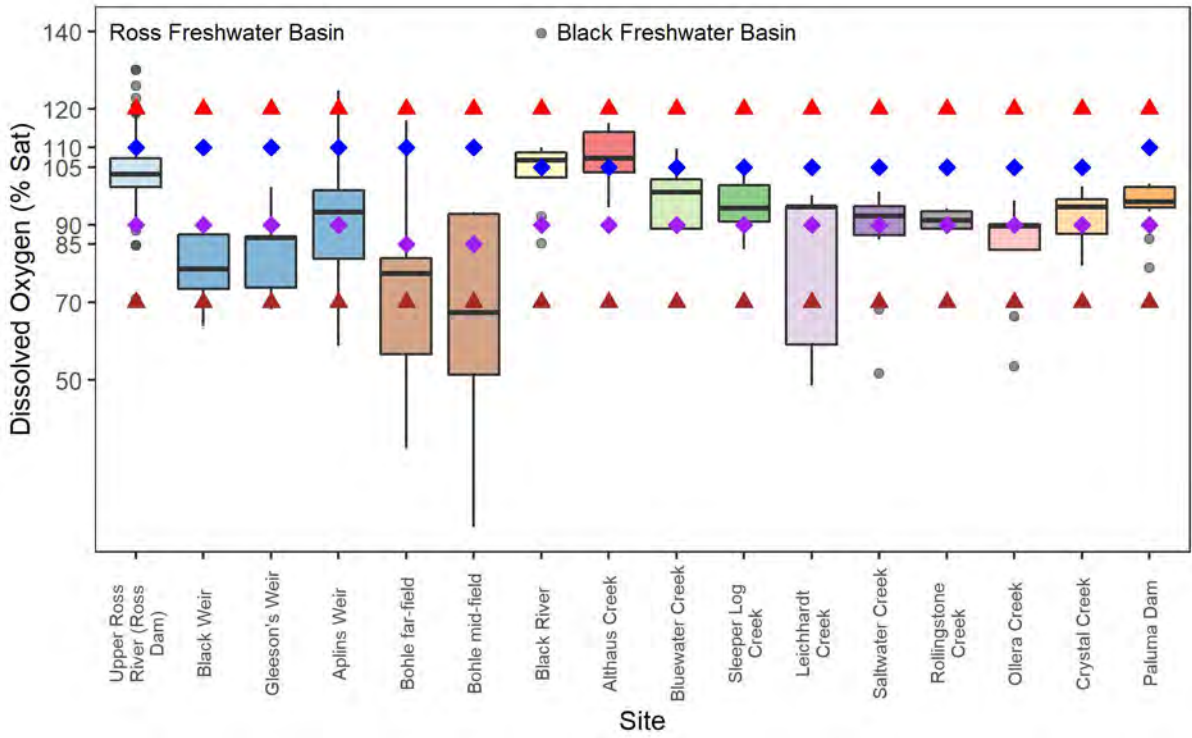 Ross Freshwater Basin
Black Freshwater Basin
Dissolved Oxygen (% Sat)
140
120
110
105
90
85
70
50
Upper Ross
River (Ross
Dam)
Black Weir
Gleeson's Weir
Aplins Weir
Bohle far-field
Bohle mid-field
Black River
Althaus Creek
Bluewater Creek
Sleeper Log
Creek
Leichhardt
Creek
Saltwater Creek
Rollingstone
Creek
Ollera Creek
Crystal Creek
Paluma Dam
Site